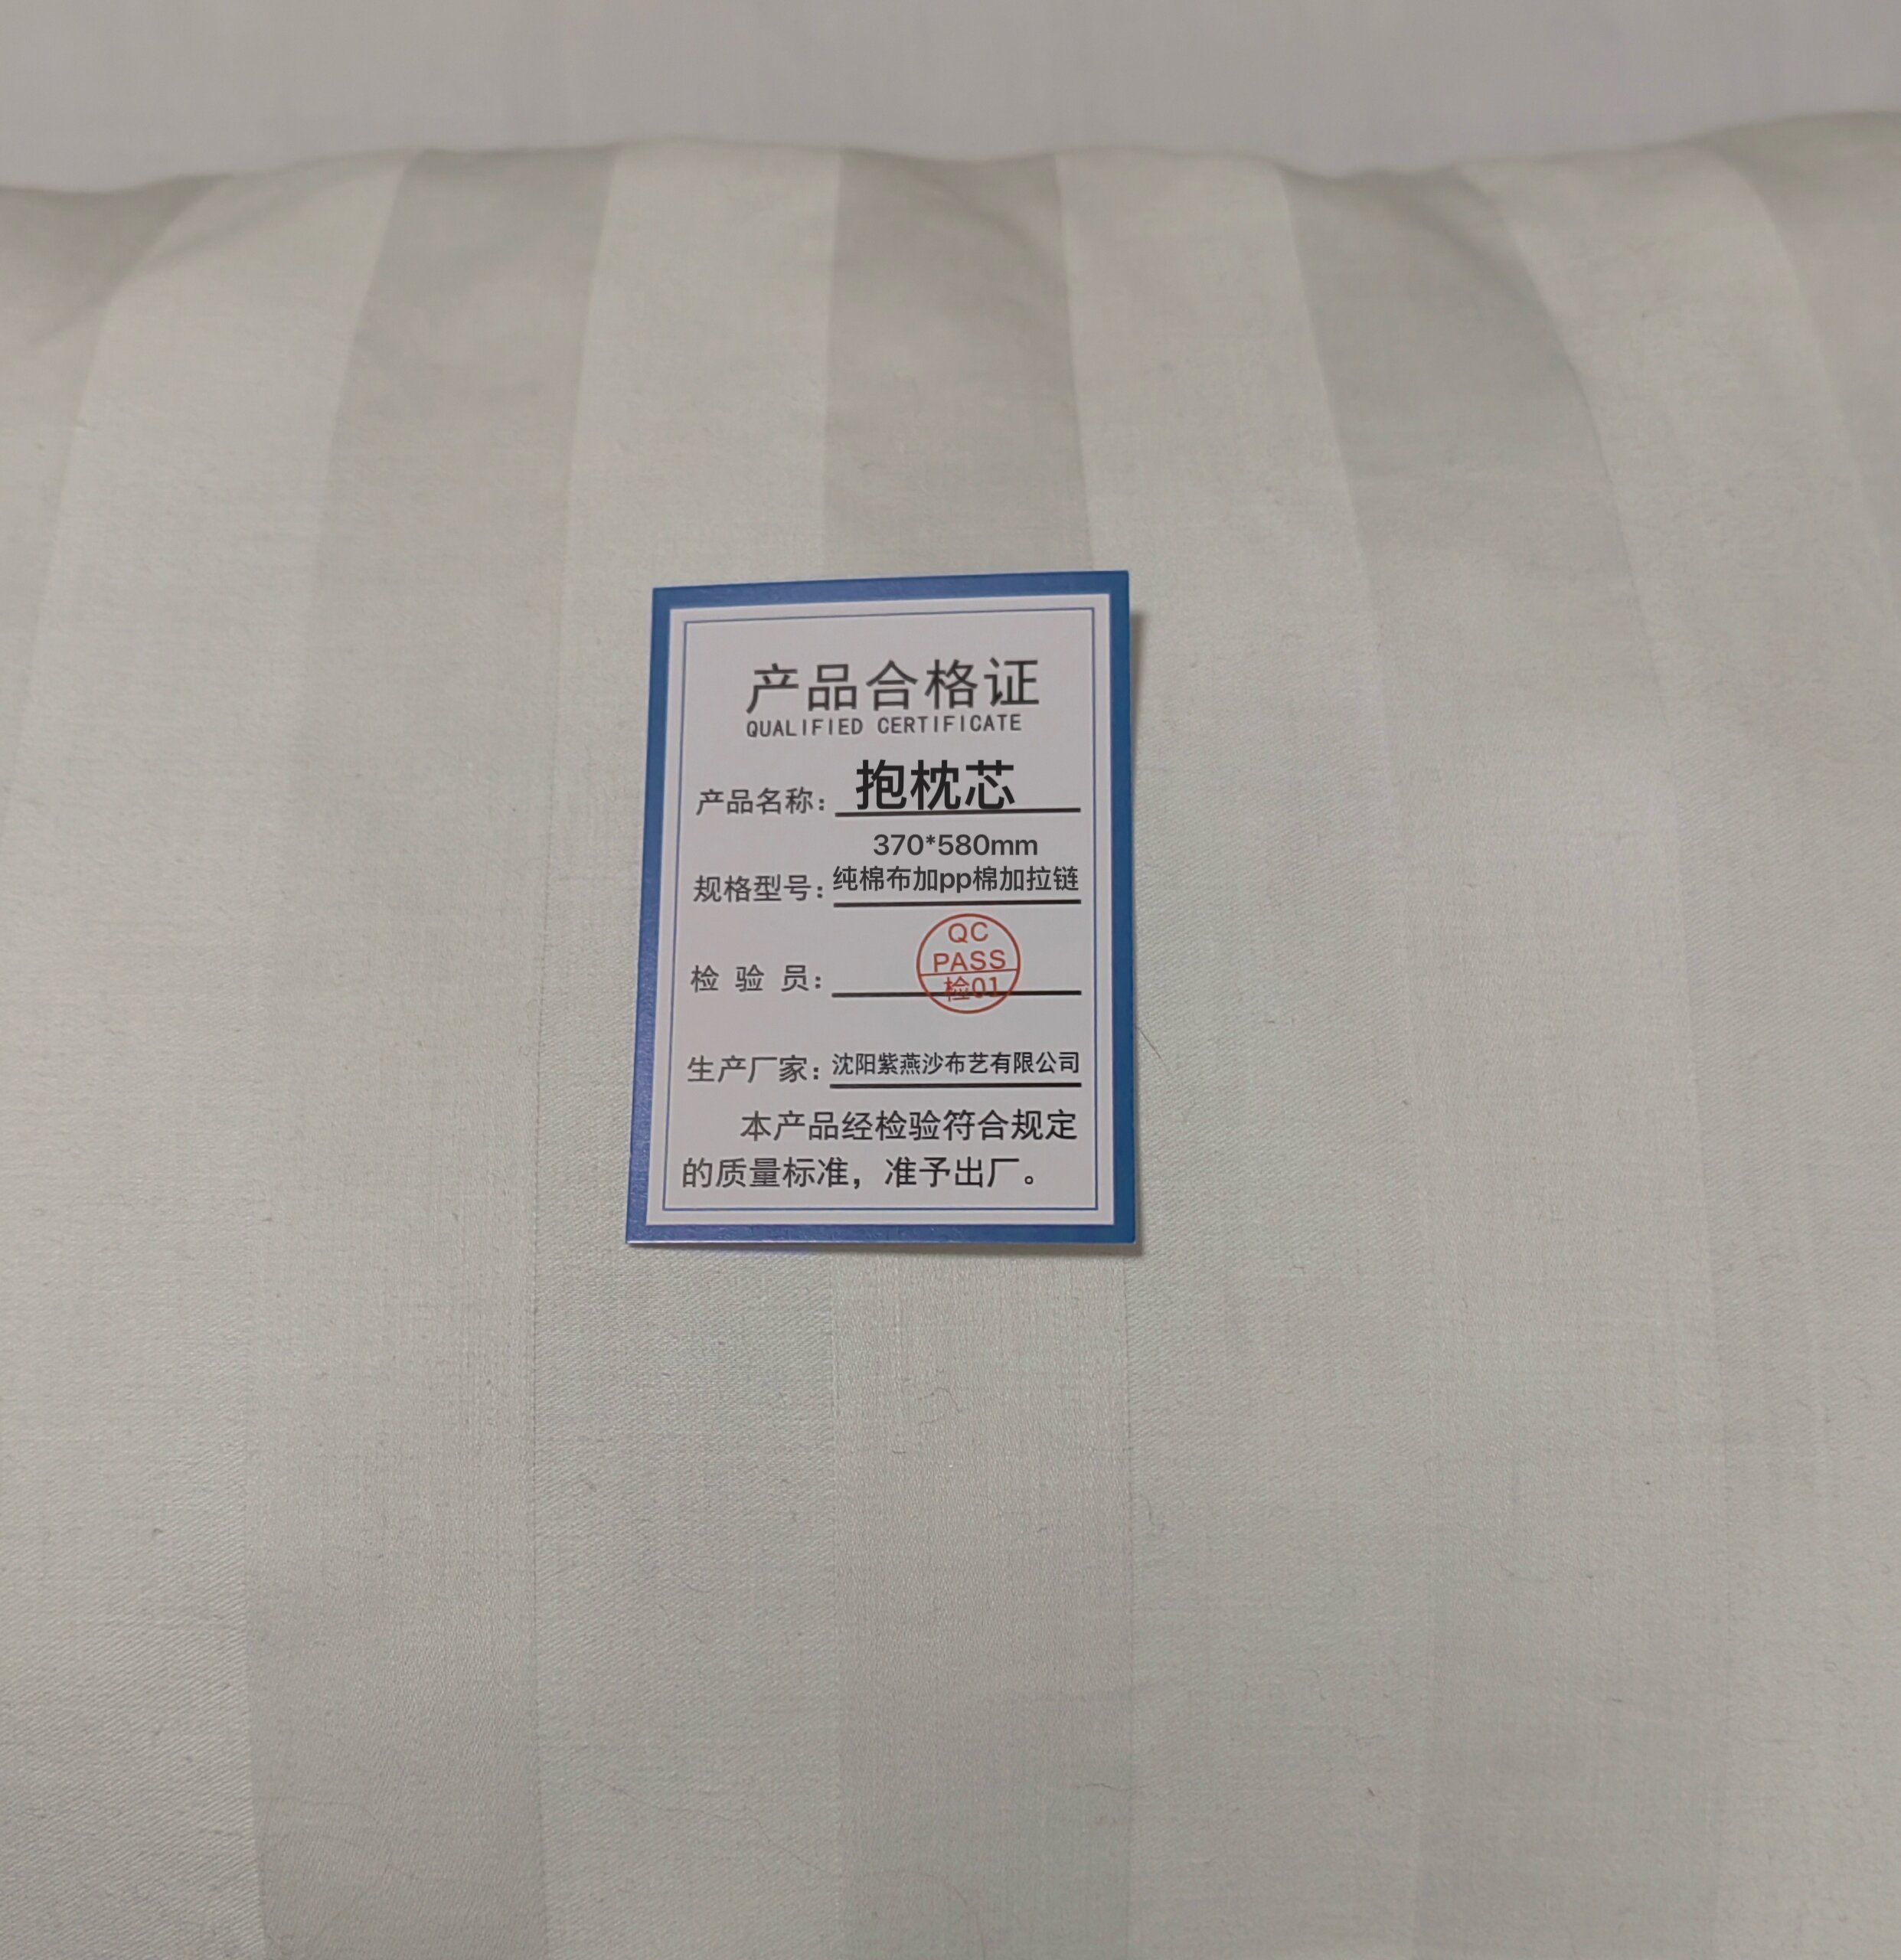 产品合格证
QUALIFIED CERTIFICATE
产品名称：抱枕芯
370*580mm
规格型号：纯棉布加pp棉加拉链
QC
PASS
检验员：检01
生产厂家：沈阳紫燕沙布艺有限公司
本产品经检验符合规定
的质量标准，准予出厂。